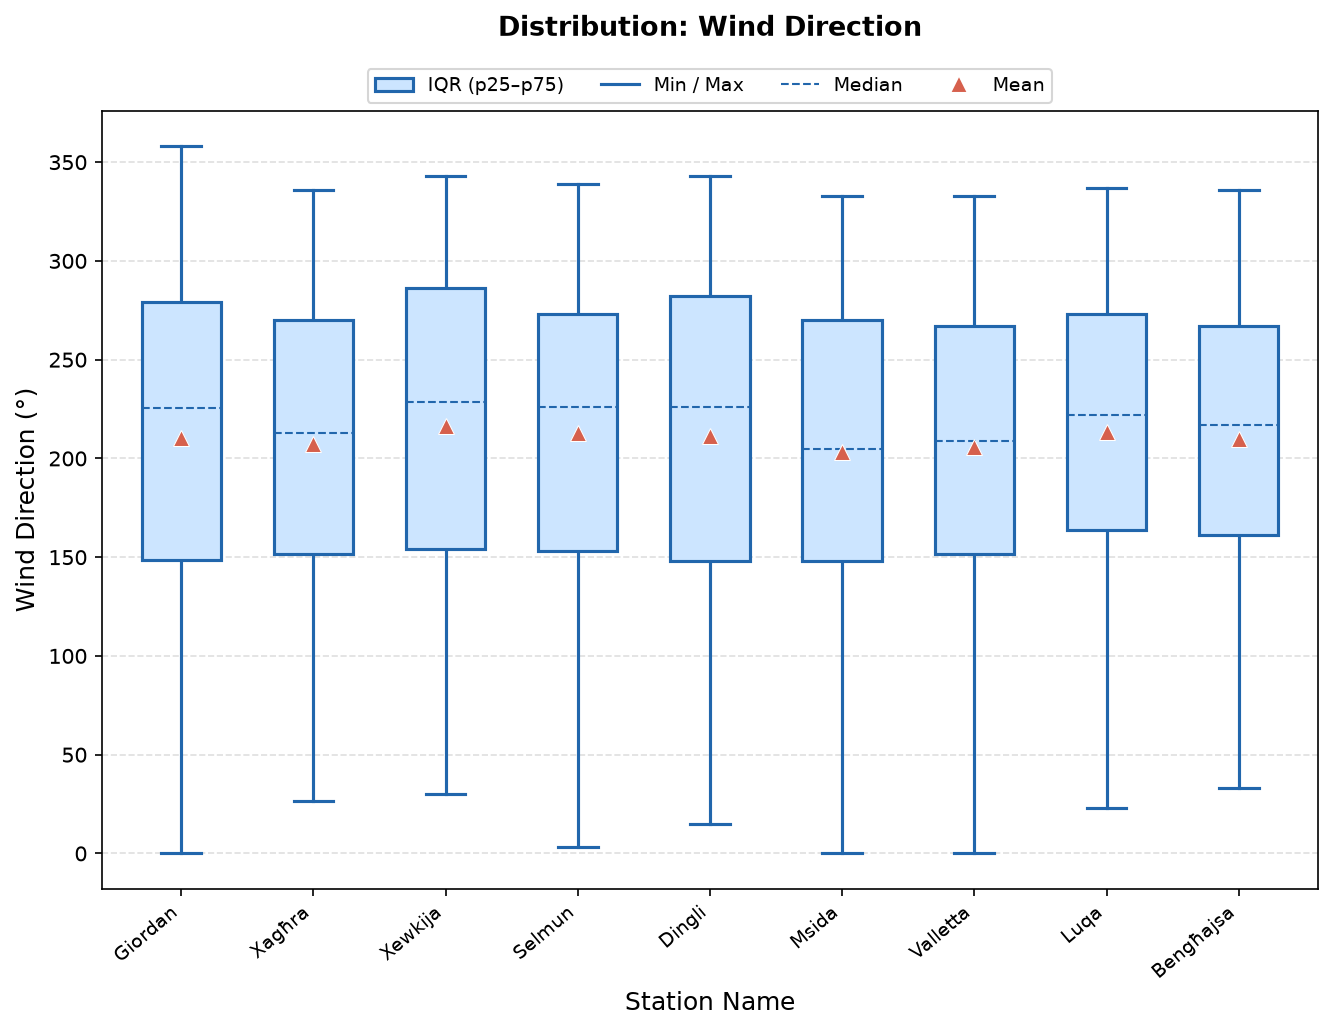 Distribution: Wind Direction
IQR (p25–p75) Min / Max Median Mean
Wind Direction (°)
350
300
250
200
150
100
50
0
Giordan Xagħra Xewkija Selmun Dingli Msida Valletta Luqa Bengħajsa
Station Name